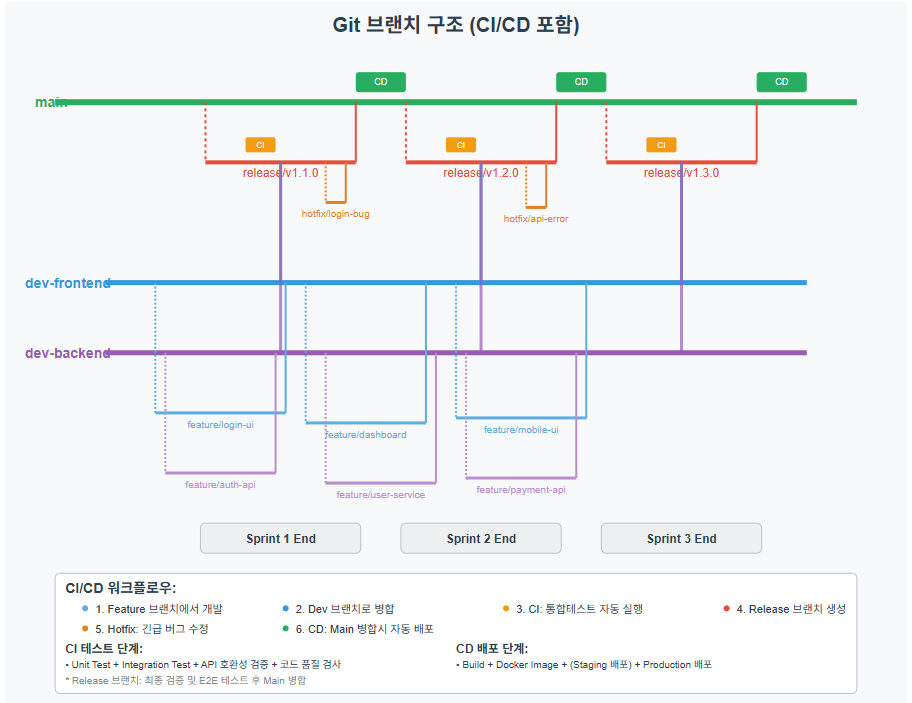 Git 브랜치 구조 (CI/CD 포함)
CD
CD
CD
main
CI
CI
CI
release/v1.1.0
release/v1.2.0
release/v1.3.0
hotfix/login-bug
hotfix/api-error
dev-frontend
dev-backend
feature/login-ui
feature/dashboard
feature/mobile-ui
feature/auth-api
feature/user-service
feature/payment-api
Sprint 1 End
Sprint 2 End
Sprint 3 End
CI/CD 워크플로우:
1. Feature 브랜치에서 개발
2. Dev 브랜치로 병합
3. CI: 통합테스트 자동 실행
4. Release 브랜치 생성
5. Hotfix: 긴급 버그 수정
6. CD: Main 병합시 자동 배포
CI 테스트 단계:
• Unit Test + Integration Test + API 호환성 검증 + 코드 품질 검사
* Release 브랜치: 최종 검증 및 E2E 테스트 후 Main 병합
CD 배포 단계:
• Build + Docker Image + (Staging 배포) + Production 배포